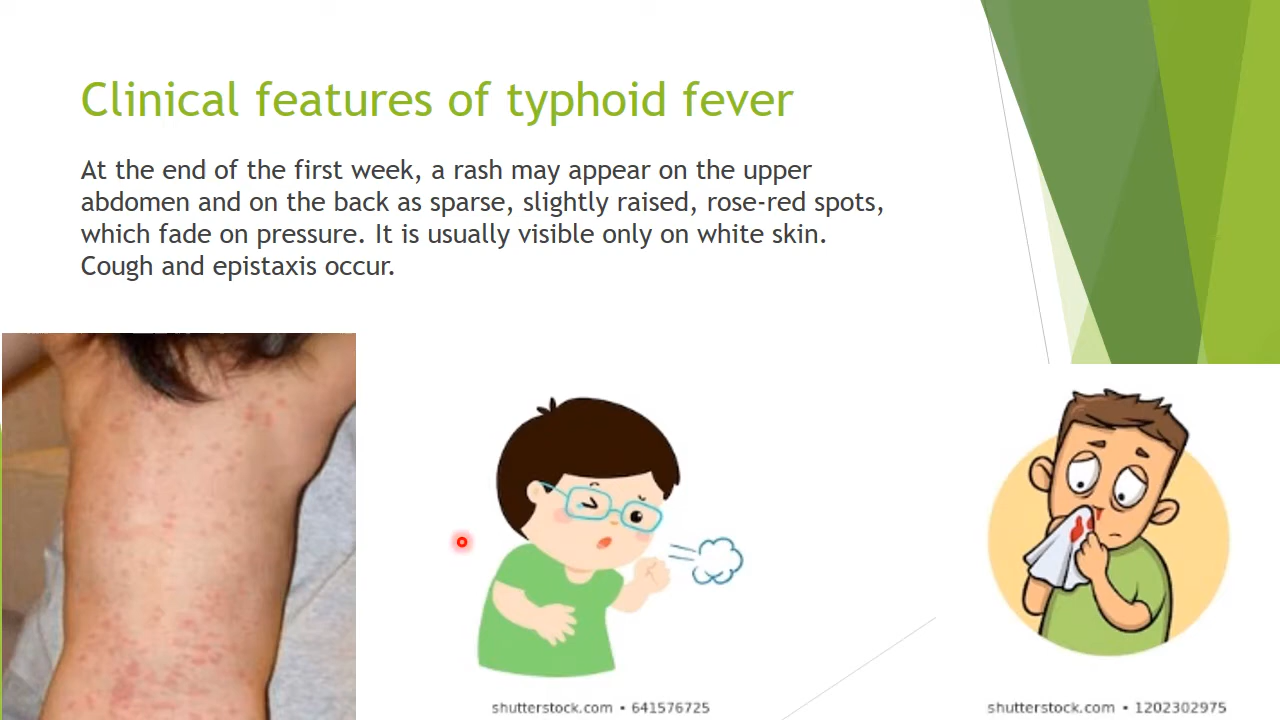 Clinical features of typhoid fever
At the end of the first week, a rash may appear on the upper
abdomen and on the back as sparse, slightly raised, rose-red spots,
which fade on pressure. It is usually visible only on white skin.
Cough and epistaxis occur.
shutterstock.com • 641576725
shutterstock.com • 1202302975